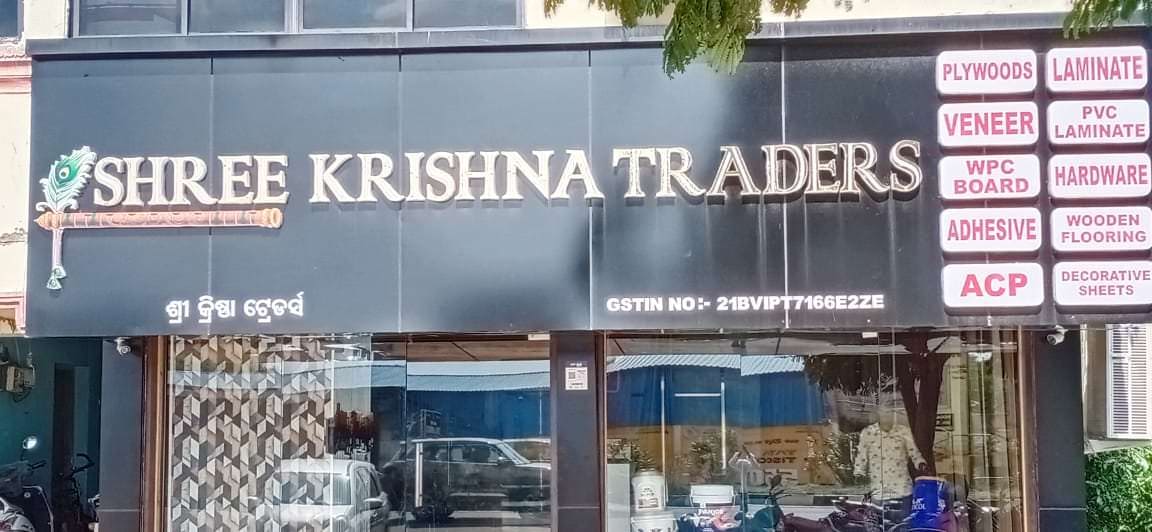 SHREE KRISHNA TRADERS
ଶ୍ରୀ କ୍ରିଷ୍ଣା ଟ୍ରେଡର୍ସ
GSTIN NO:- 21BVIPT7166E2ZE
PLYWOODS
LAMINATE
VENEER
PVC
LAMINATE
WPC
BOARD
HARDWARE
ADHESIVE
WOODEN
FLOORING
ACP
DECORATIVE
SHEETS